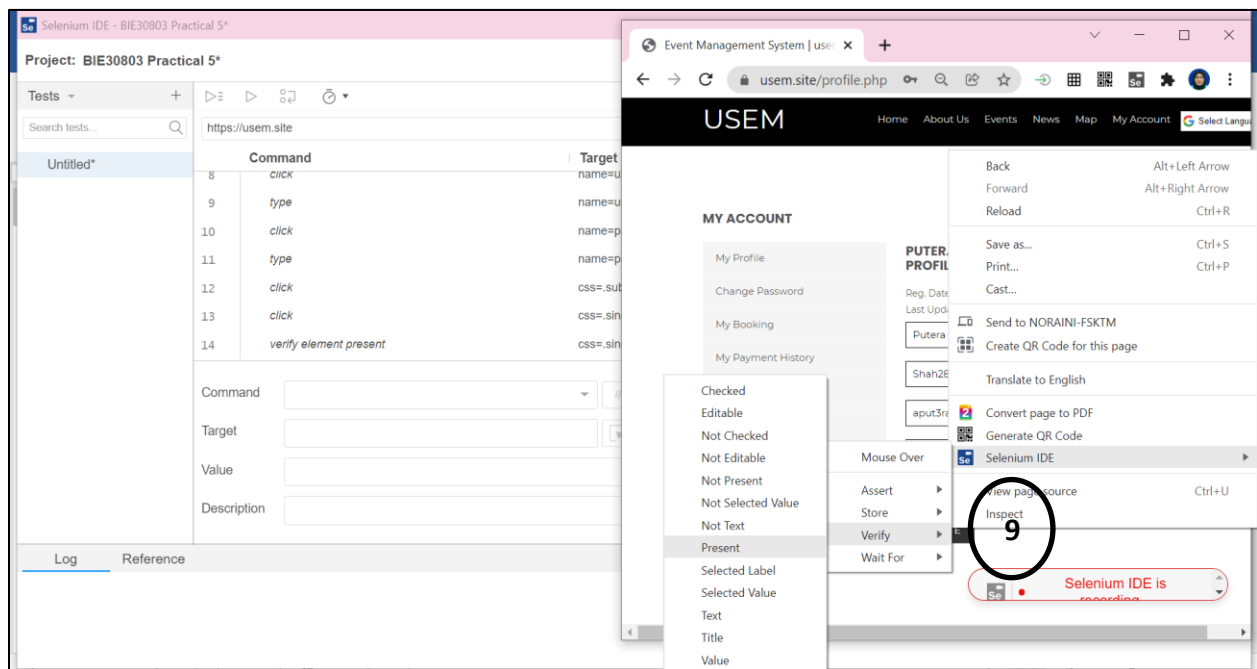 Selenium IDE - BIE30803 Practical 5*
Project: BIE30803 Practical 5*
Tests
Search tests...
Untitled*
https://usem.site
Command Target
8 click name=u
9 type name=u
10 click name=p
11 type name=p
12 click css=.sub
13 click css=.sin
14 verify element present css=.sin
Command //
Target
Value
Description
Log Reference
Event Management System | user
usem.site/profile.php
USEM
Home About Us Events News Map My Account G Select Langua
MY ACCOUNT
My Profile
Change Password
My Booking
My Payment History
PUTERA
PROFIL
Reg. Date
Last Upda
Putera
Shah28
aput3ra
Back Alt+Left Arrow
Forward Alt+Right Arrow
Reload Ctrl+R
Save as... Ctrl+S
Print... Ctrl+P
Cast...
Send to NORAINI-FSKTM
Create QR Code for this page
Translate to English
Convert page to PDF
Generate QR Code
Se Selenium IDE
View page source Ctrl+U
Inspect
9
Mouse Over
Assert
Store
Verify
Wait For
Checked
Editable
Not Checked
Not Editable
Not Present
Not Selected Value
Not Text
Present
Selected Label
Selected Value
Text
Title
Value
Se Selenium IDE is
recording